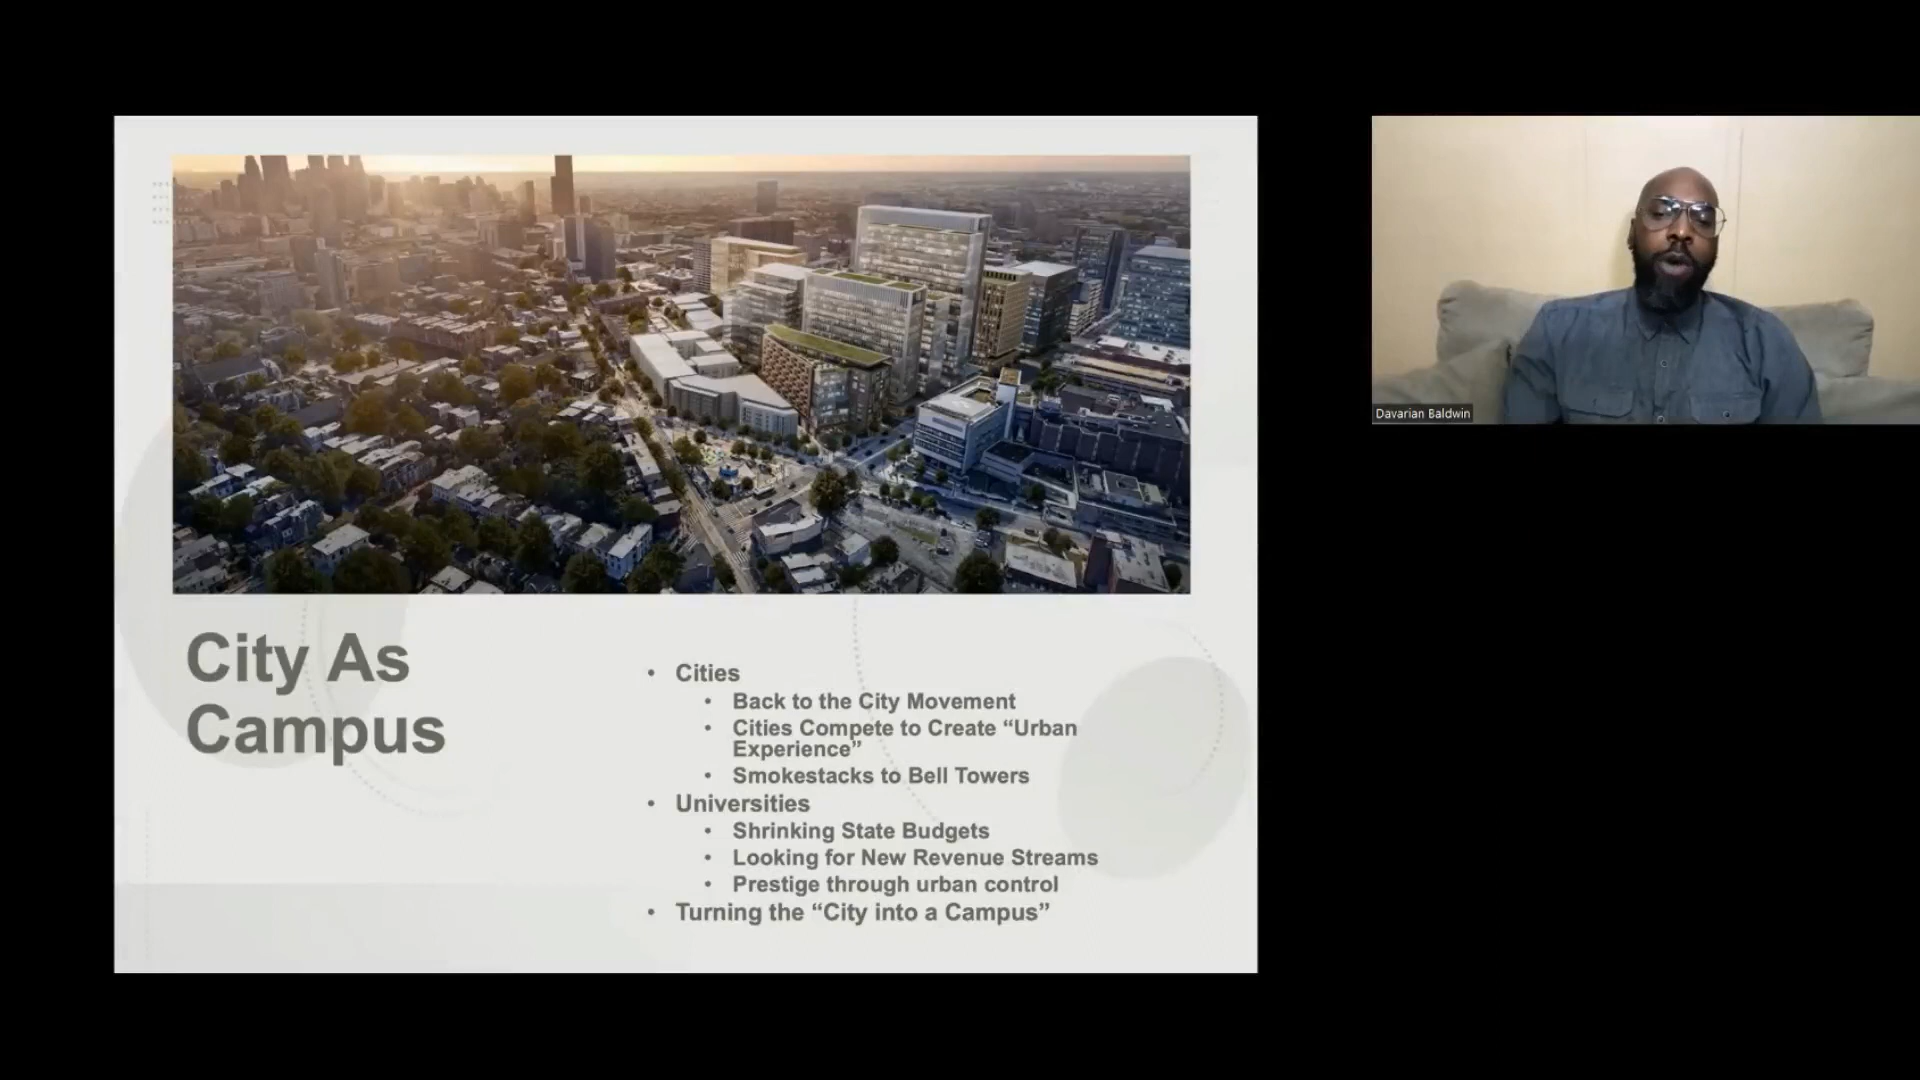 City As
Campus
• Cities
• Back to the City Movement
• Cities Compete to Create “Urban
Experience”
• Smokestacks to Bell Towers
• Universities
• Shrinking State Budgets
• Looking for New Revenue Streams
• Prestige through urban control
• Turning the “City into a Campus”
Davarian Baldwin